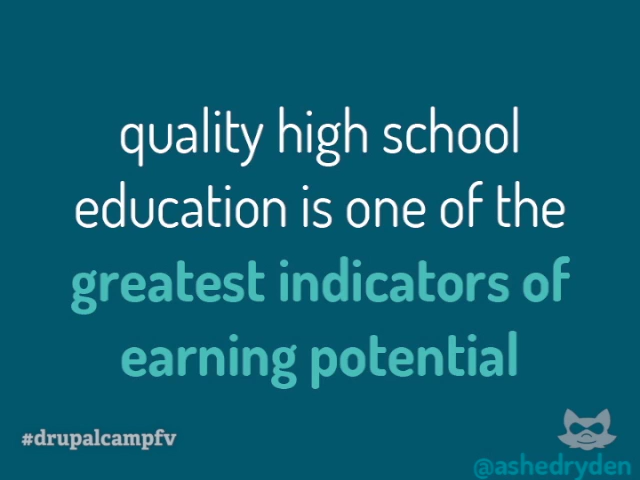 quality high school
education is one of the
greatest indicators of
earning potential
#drupalcampfv
@ashedryden